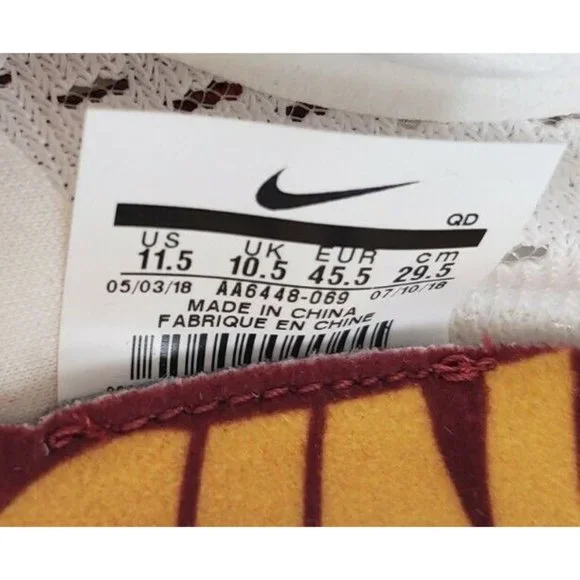 QD
US UK EUR cm
11.5 10.5 45.5 29.5
05/03/18 AA6448-069 07/10/18
MADE IN CHINA
FABRIQUE EN CHINE